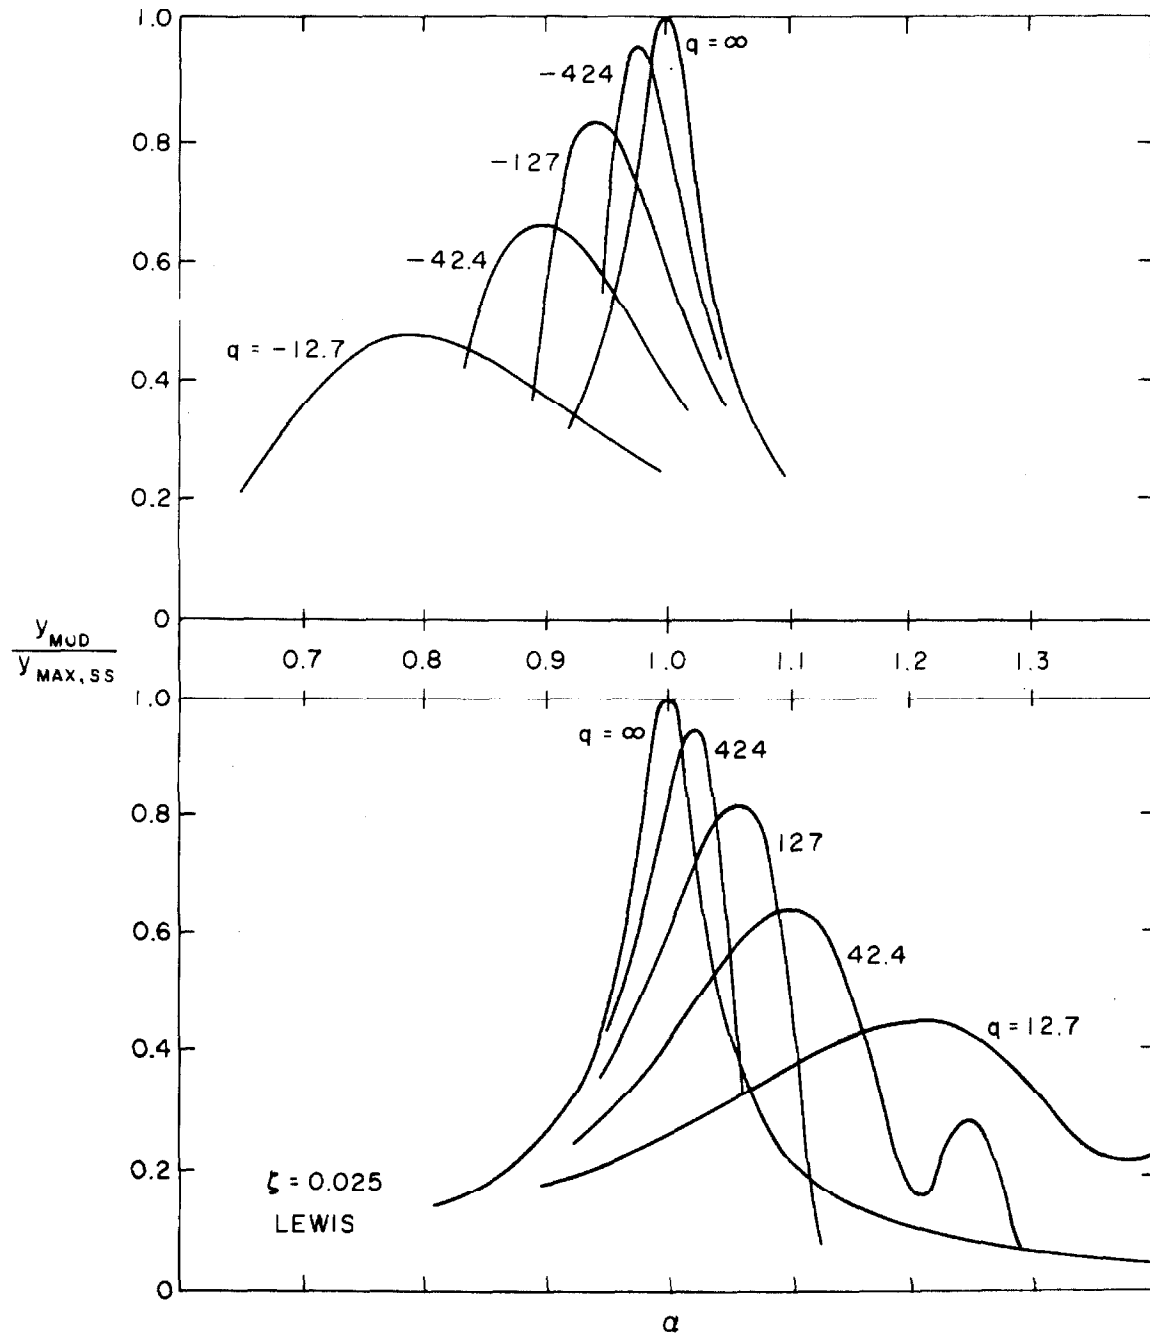 1.0
q = ∞
-424
0.8
-127
0.6
-42.4
q = -12.7
0.4
0.2
0
y MOD
y MAX, SS
0.7 0.8 0.9 1.0 1.1 1.2 1.3
1.0
q = ∞
424
0.8
127
0.6
42.4
q = 12.7
0.4
0.2
ζ = 0.025
LEWIS
0
α